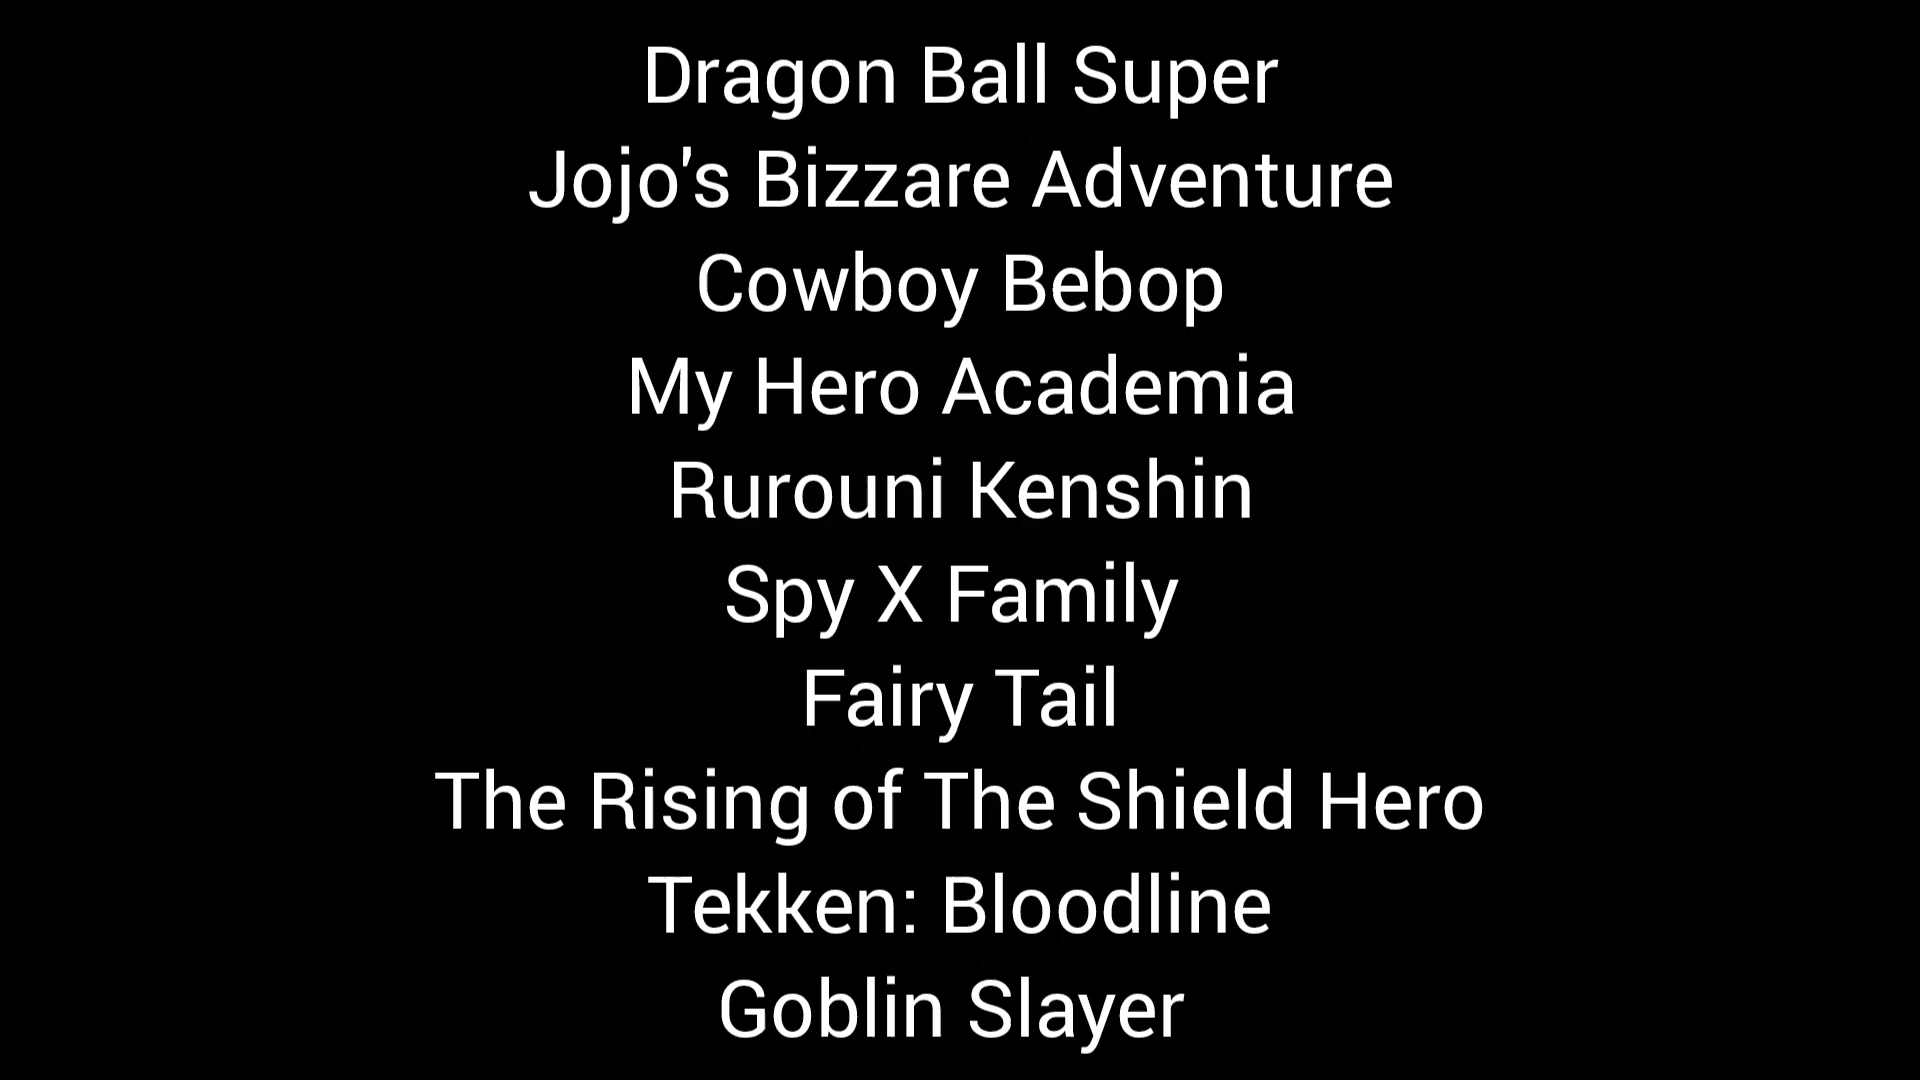 Dragon Ball Super
Jojo's Bizzare Adventure
Cowboy Bebop
My Hero Academia
Rurouni Kenshin
Spy X Family
Fairy Tail
The Rising of The Shield Hero
Tekken: Bloodline
Goblin Slayer